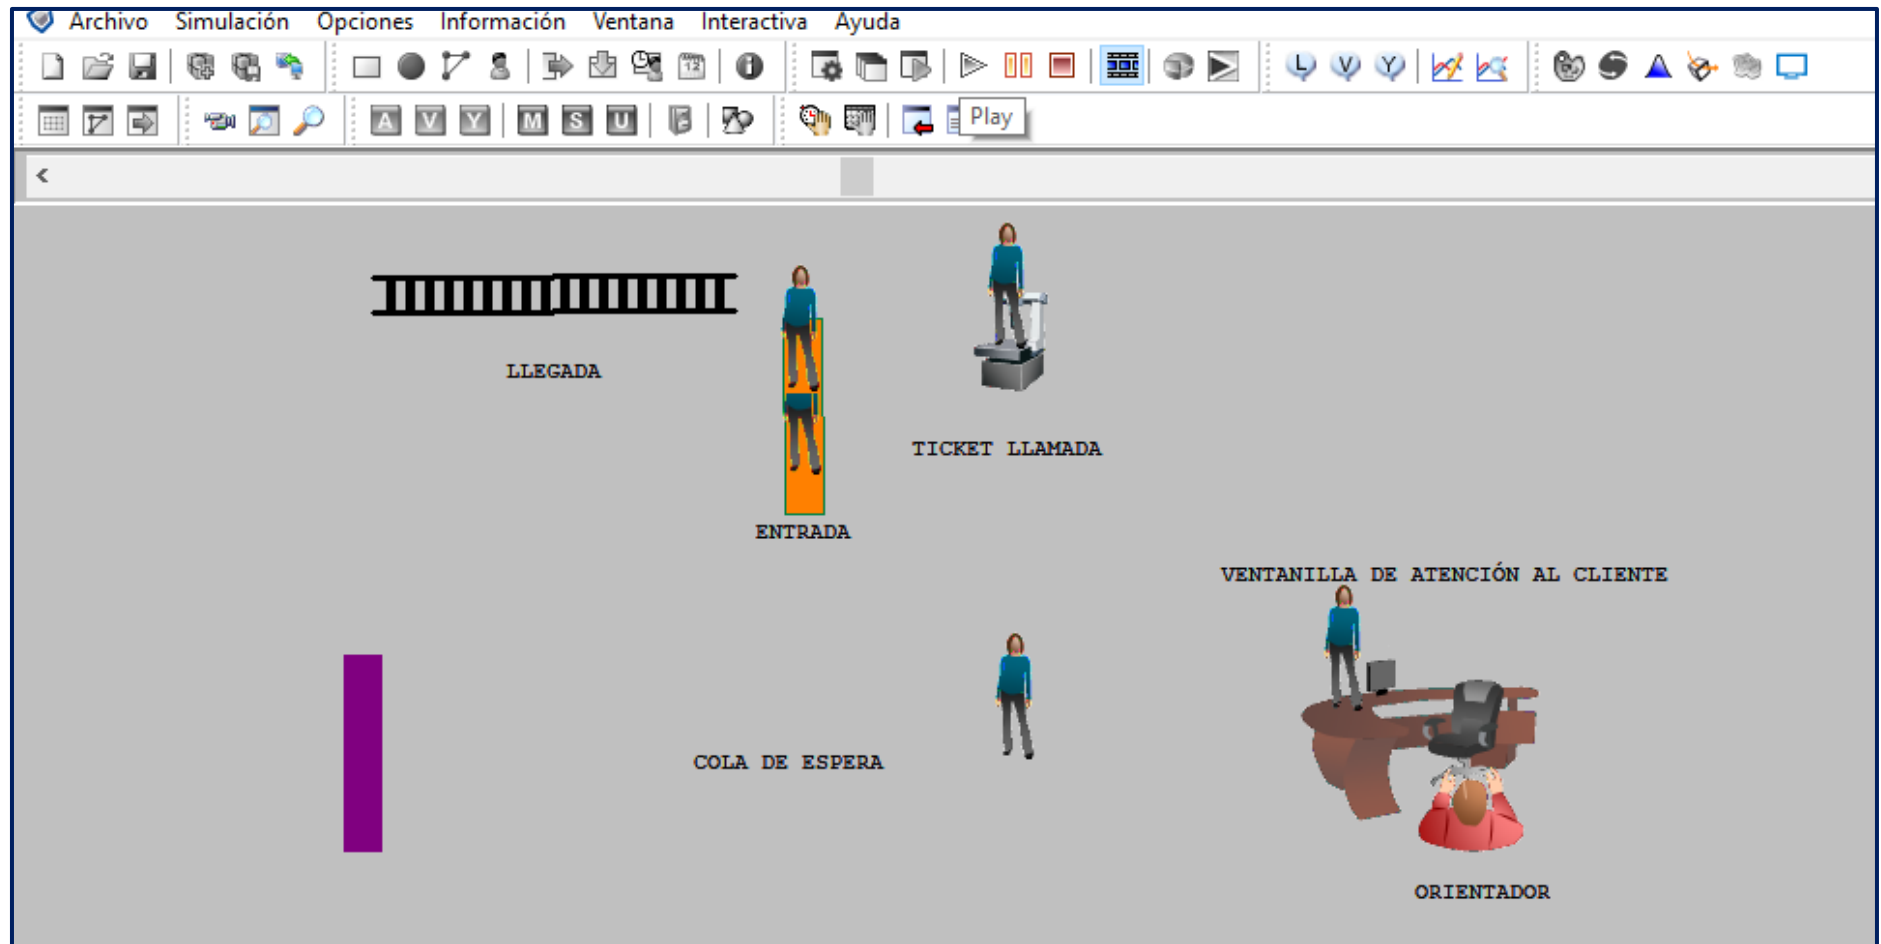 Archivo Simulación Opciones Información Ventana Interactiva Ayuda
L V Y
A V Y M S U
Play
LLEGADA
TICKET LLAMADA
ENTRADA
VENTANILLA DE ATENCIÓN AL CLIENTE
COLA DE ESPERA
ORIENTADOR